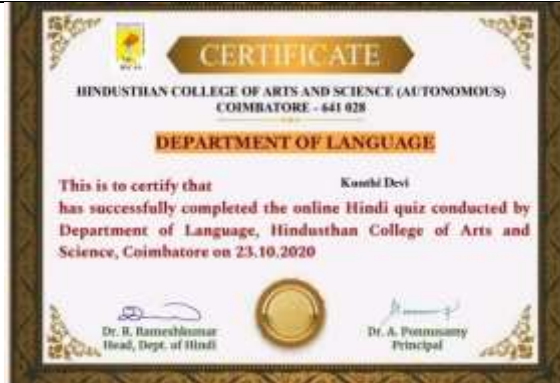 CERTIFICATE
HINDUSTHAN COLLEGE OF ARTS AND SCIENCE (AUTONOMOUS)
COIMBATORE - 641 028
DEPARTMENT OF LANGUAGE
This is to certify that Kunthi Devi
has successfully completed the online Hindi quiz conducted by
Department of Language, Hindusthan College of Arts and
Science, Coimbatore on 23.10.2020
Dr. R. Rameshkumar
Head, Dept. of Hindi
Dr. A. Ponnusamy
Principal